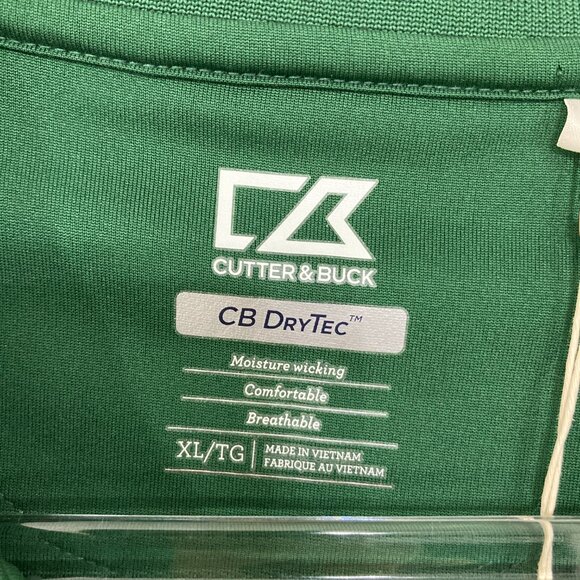 CUTTER & BUCK
CB DRYTEC™
Moisture wicking
Comfortable
Breathable
XL/TG
MADE IN VIETNAM
FABRIQUE AU VIETNAM